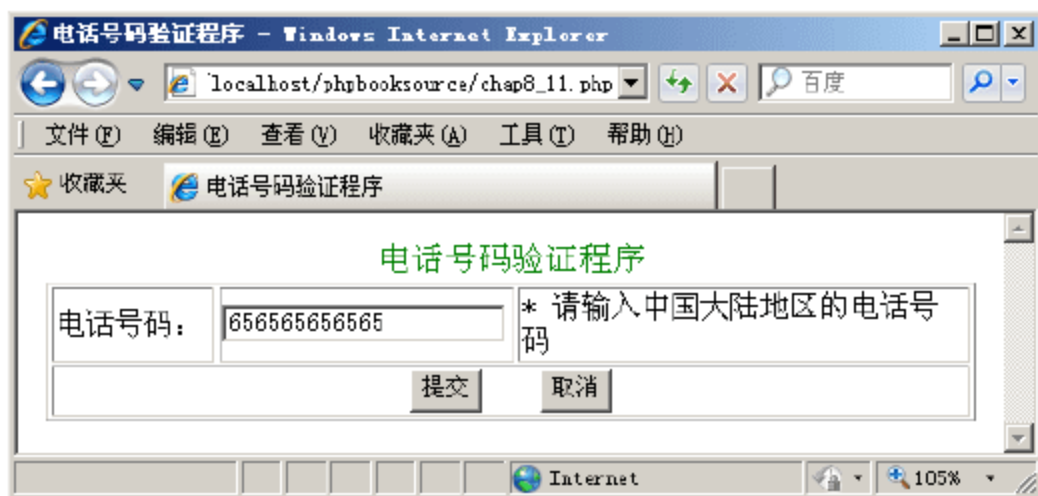 电话号码验证程序 - Windows Internet Explorer
localhost/phpbooksource/chap8_11.php 百度
文件(F) 编辑(E) 查看(V) 收藏夹(A) 工具(T) 帮助(H)
收藏夹 电话号码验证程序
电话号码验证程序
电话号码： 656565656565 * 请输入中国大陆地区的电话号
码
提交 取消
Internet 105%